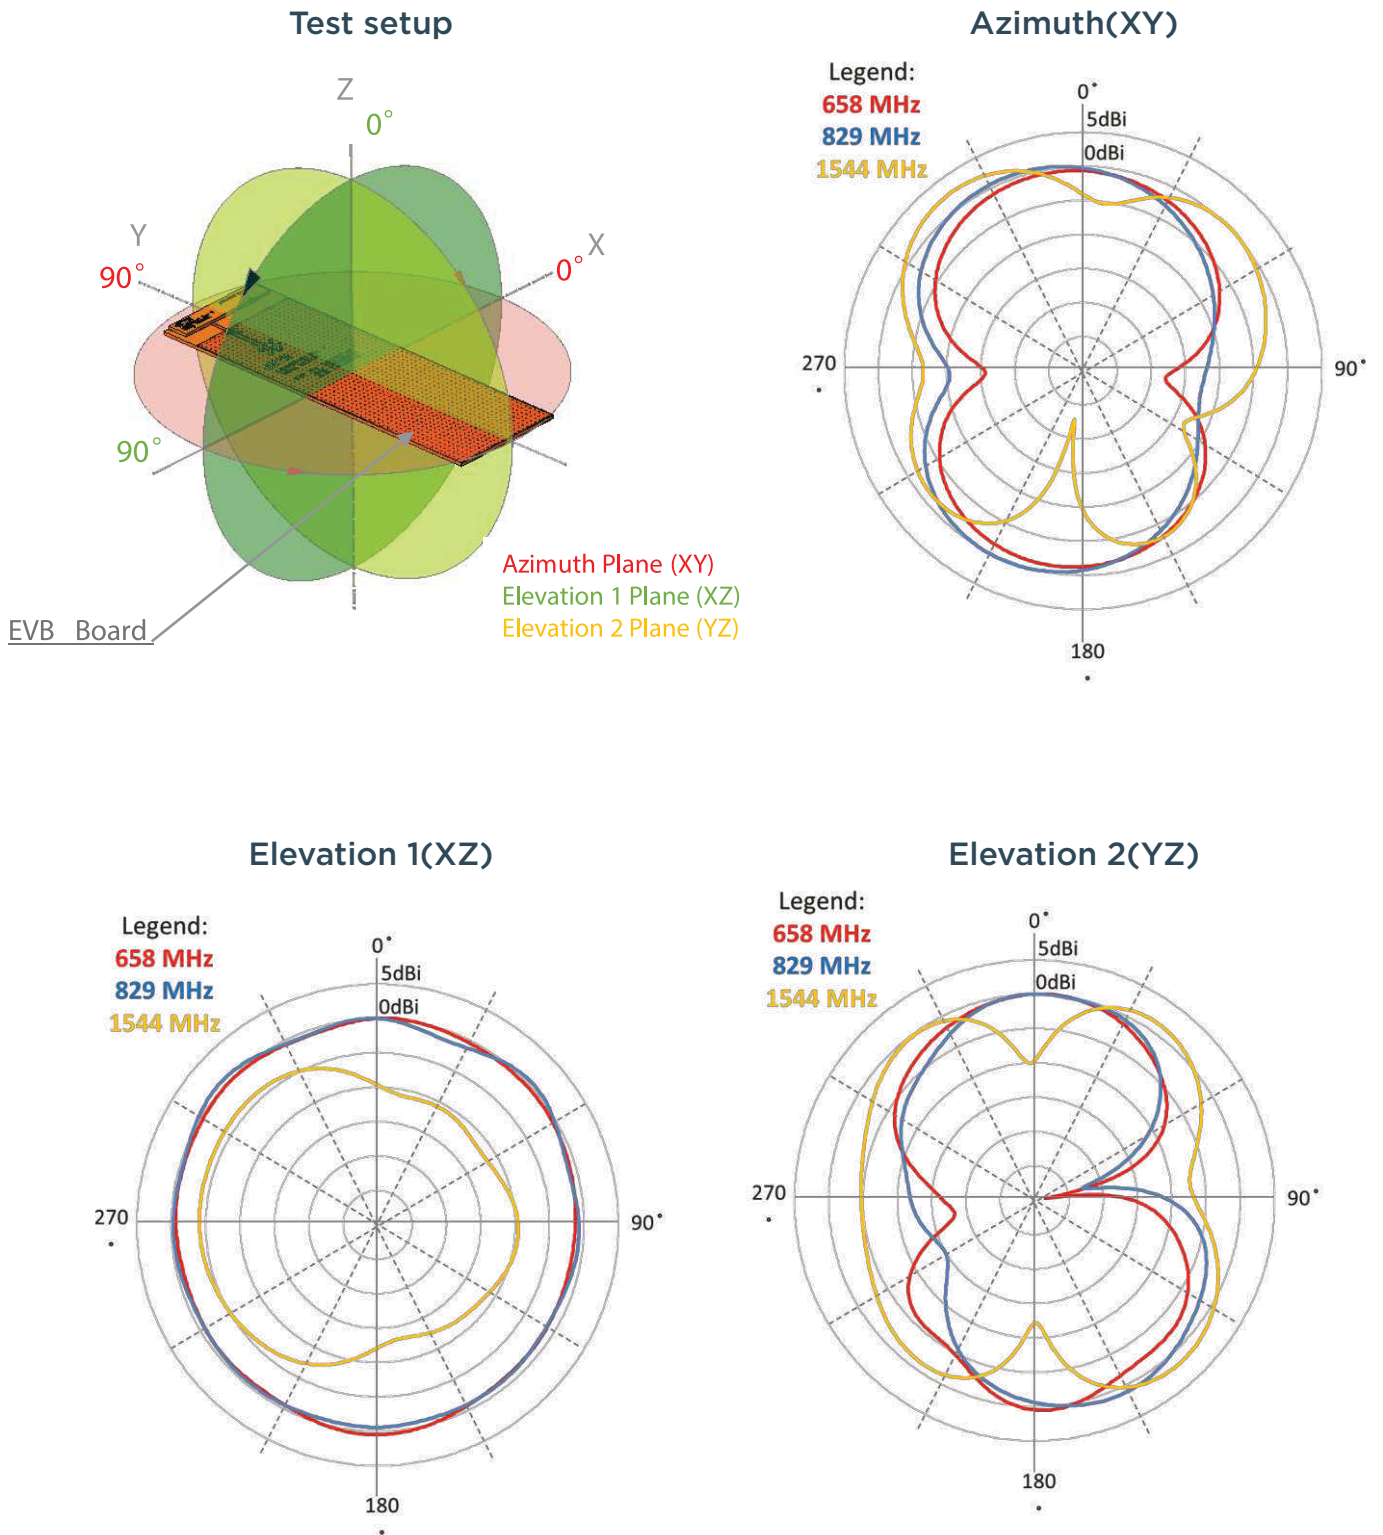 Test setup
Z
0°
Y
90°
X
0°
90°
Azimuth Plane (XY)
Elevation 1 Plane (XZ)
Elevation 2 Plane (YZ)
EVB Board
Azimuth(XY)
Legend:
658 MHz
829 MHz
1544 MHz
0°
5dBi
0dBi
270
90°
180
Elevation 1(XZ)
Legend:
658 MHz
829 MHz
1544 MHz
0°
5dBi
0dBi
270
90°
180
Elevation 2(YZ)
Legend:
658 MHz
829 MHz
1544 MHz
0°
5dBi
0dBi
270
90°
180